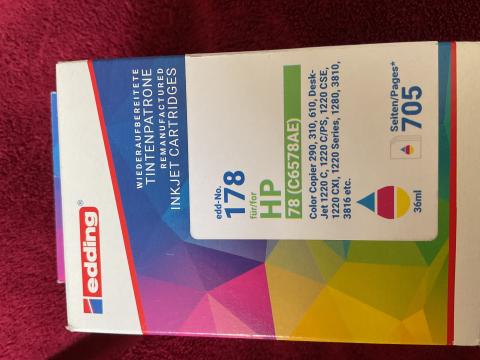 edding®
WIEDERAUFBEREITETE
TINTENPATRONE
REMANUFACTURED
INKJET CARTRIDGES
edd-No.
178
für/for
HP
78 (C6578AE)
Color Copier 290, 310, 610, Desk-
Jet 1220 C, 1220 C/PS, 1220 CSE,
1220 CXI, 1220 Series, 1280, 3810,
3816 etc.
36ml
Seiten/Pages*
705